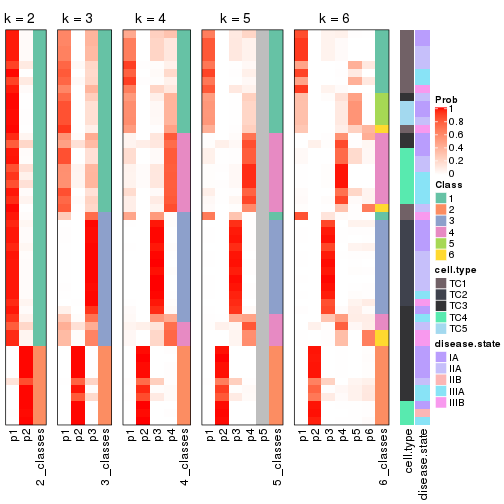 k = 2 k = 3 k = 4 k = 5 k = 6
Prob
1
0.8
0.6
0.4
0.2
0
Class
1
2
3
4
5
6
cell.type
TC1
TC2
TC3
TC4
TC5
disease.state
IA
IIA
IIB
IIIA
IIIB
p1 p2 2_classes p1 p2 p3 3_classes p1 p2 p3 p4 4_classes p1 p2 p3 p4 p5 5_classes p1 p2 p3 p4 p5 p6 6_classes cell.type disease.state